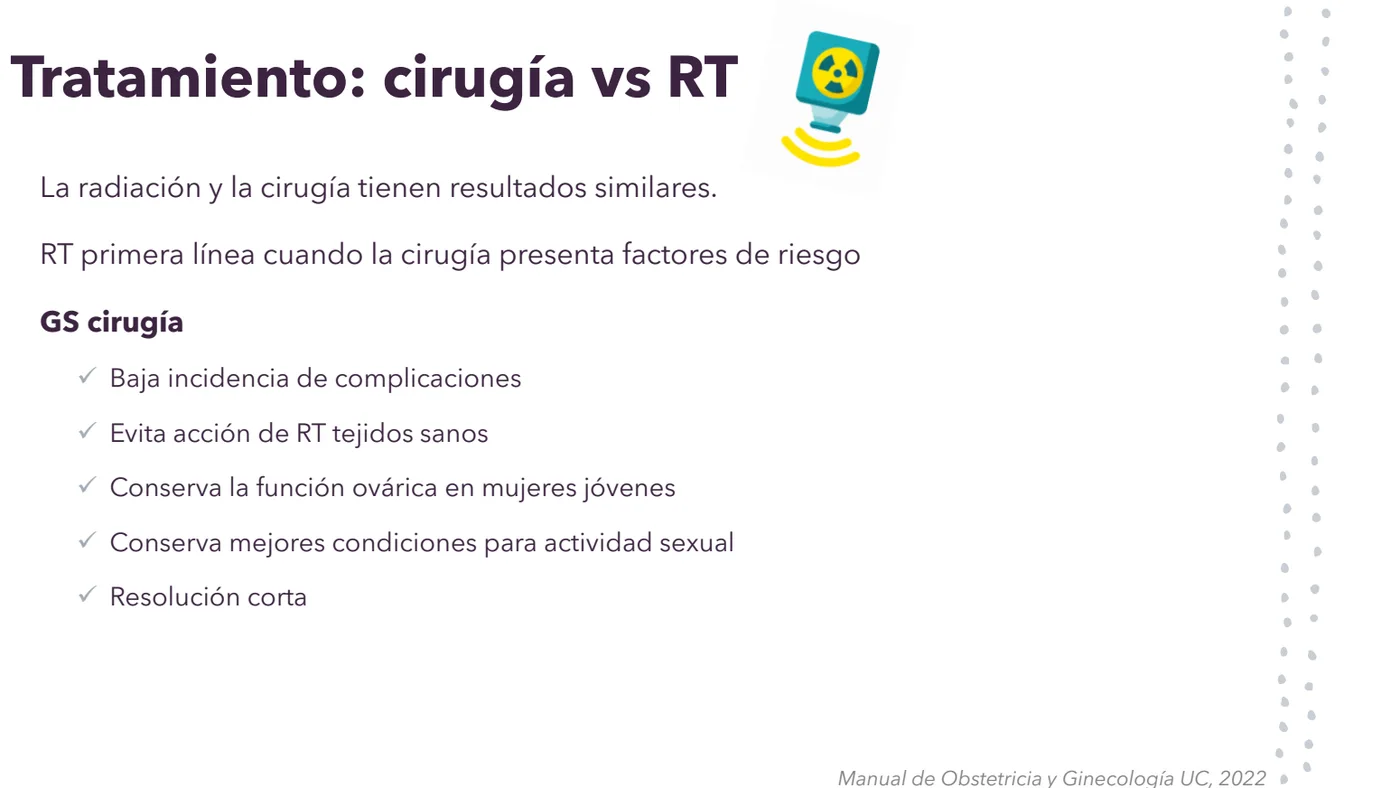 Tratamiento: cirugía vs RT
La radiación y la cirugía tienen resultados similares.
RT primera línea cuando la cirugía presenta factores de riesgo
GS cirugía
✓ Baja incidencia de complicaciones
✓ Evita acción de RT tejidos sanos
✓ Conserva la función ovárica en mujeres jóvenes
✓ Conserva mejores condiciones para actividad sexual
✓ Resolución corta
Manual de Obstetricia y Ginecología UC, 2022